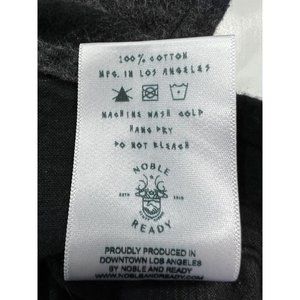 100% COTTON
MFG. IN LOS ANGELES
MACHINE WASH COLD
HANG DRY
DO NOT BLEACH
NOBLE
&
ESTD
READY
PROUDLY PRODUCED IN
DOWNTOWN LOS ANGELES
BY NOBLE AND READY
WWW.NOBLEANDREADY.COM